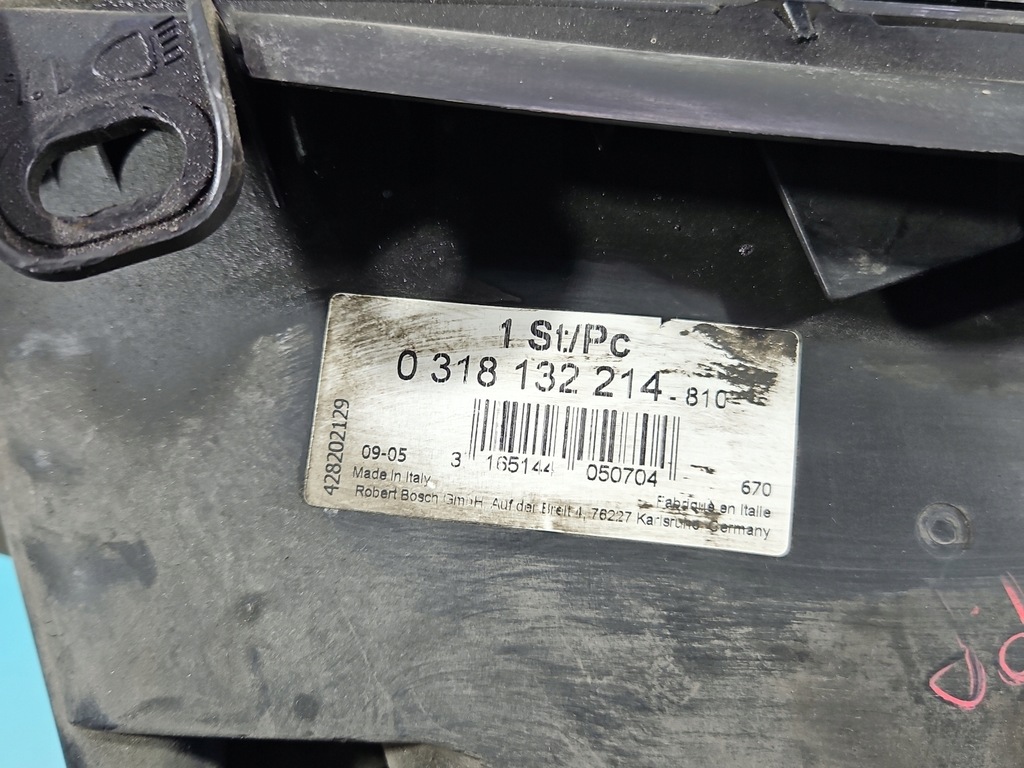 1 St/Pc
0 318 132 214 - 810
428202129
09-05
3 165144 050704
670
Made in Italy
Fabriqué en Italie
Robert Bosch GmbH, Auf der Breit 4, 76227 Karlsruhe, Germany